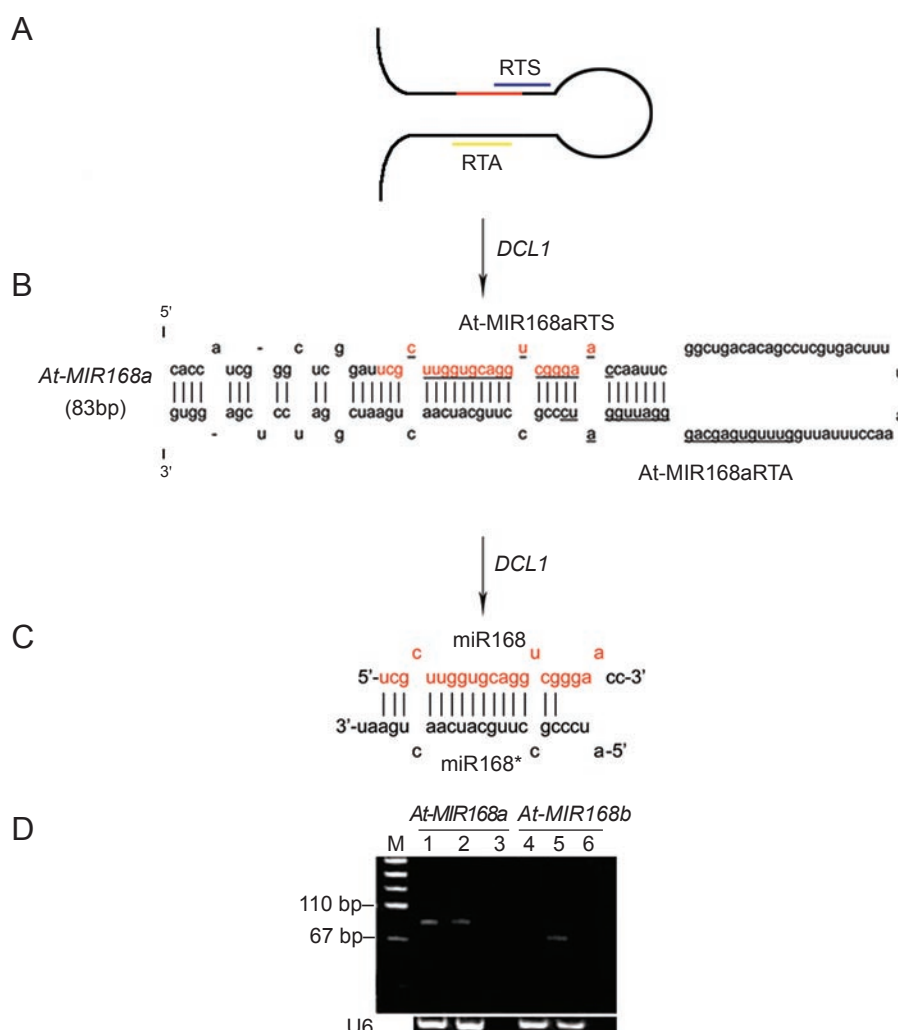 A
RTS
RTA
DCL1
B
5'
At-MIR168aRTS
a - c g c u a ggcugacacagccucgugacuuu
At-MIR168a cacc ucg gg uc gauucg uuggugcagg cggga ccaauuc u
(83bp) gugg agc cc ag cuaagu aacuacguuc gcccu gguuagg a
- u u g c c a gacgaguguuugguuauuuccaa
3'
At-MIR168aRTA
DCL1
C
miR168
c u a
5'-ucg uuggugcagg cggga cc-3'
3'-uaagu aacuacguuc gcccu
c miR168* c a-5'
D
At-MIR168a At-MIR168b
M 1 2 3 4 5 6
110 bp–
67 bp–
U6